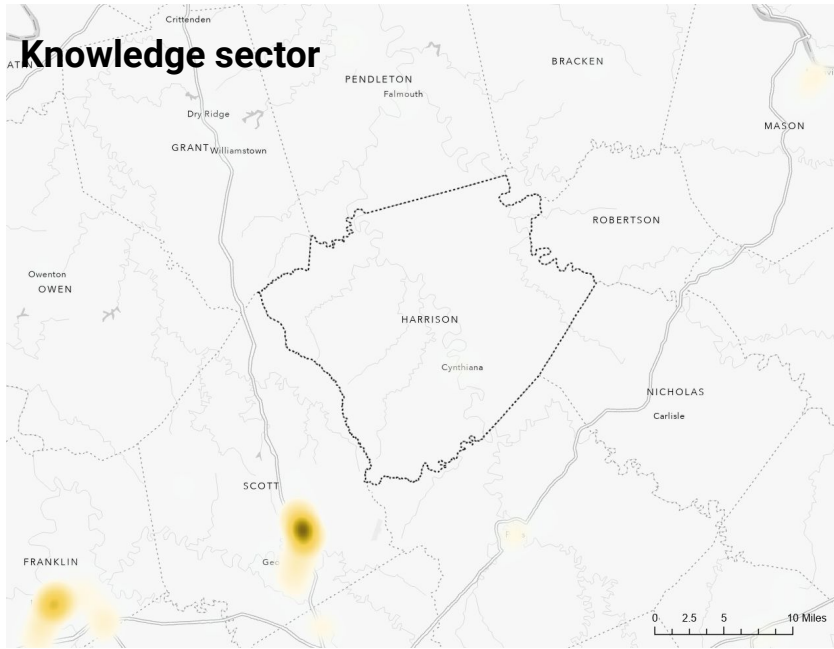 Crittenden
Knowledge sector
BRACKEN
PENDLETON
Falmouth
Dry Ridge
MASON
GRANT
Williamstown
ROBERTSON
Owenton
OWEN
HARRISON
Cynthiana
NICHOLAS
Carlisle
SCOTT
FRANKLIN
0 2.5 5 10 Miles